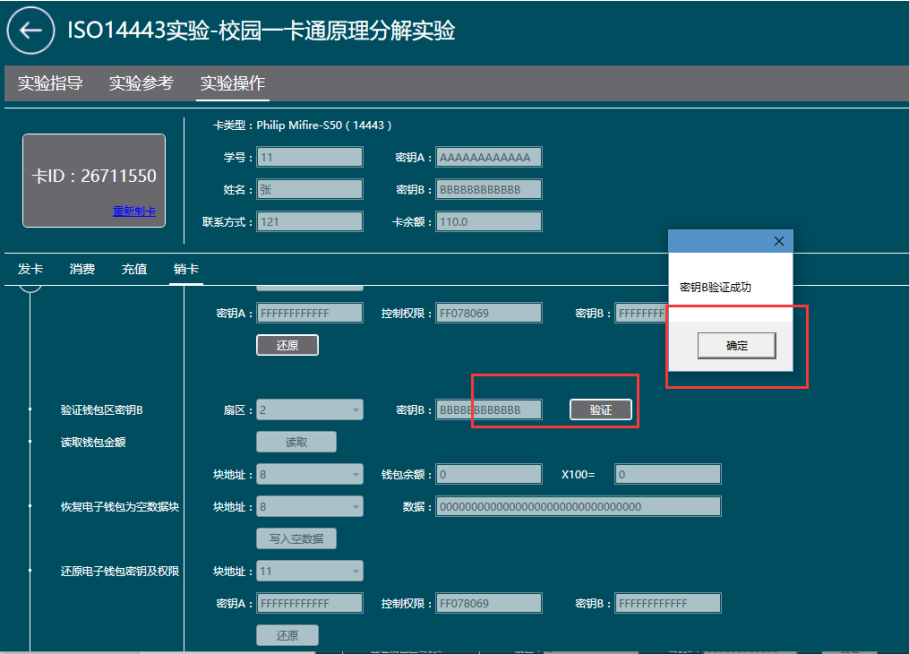 ISO14443实验-校园一卡通原理分解实验
实验指导 实验参考 实验操作
卡类型：Philip Mifire-S50（14443）
卡ID：26711550
重新制卡
学号：11 密钥A：AAAAAAAAAAAA
姓名：张 密钥B：BBBBBBBBBBBB
联系方式：121 卡余额：110.0
发卡 消费 充值 销卡
密钥B验证成功
确定
密钥A：FFFFFFFFFFFF 控制权限：FF078069 密钥B：FFFFFFFF
还原
验证钱包区密钥B 扇区：2 密钥B：BBBBBBBBBBBB 验证
读取钱包金额 读取
块地址：8 钱包余额：0 X100= 0
恢复电子钱包为空数据块 块地址：8 数据：00000000000000000000000000000000
写入空数据
还原电子钱包密钥及权限 块地址：11
密钥A：FFFFFFFFFFFF 控制权限：FF078069 密钥B：FFFFFFFFFFFF
还原